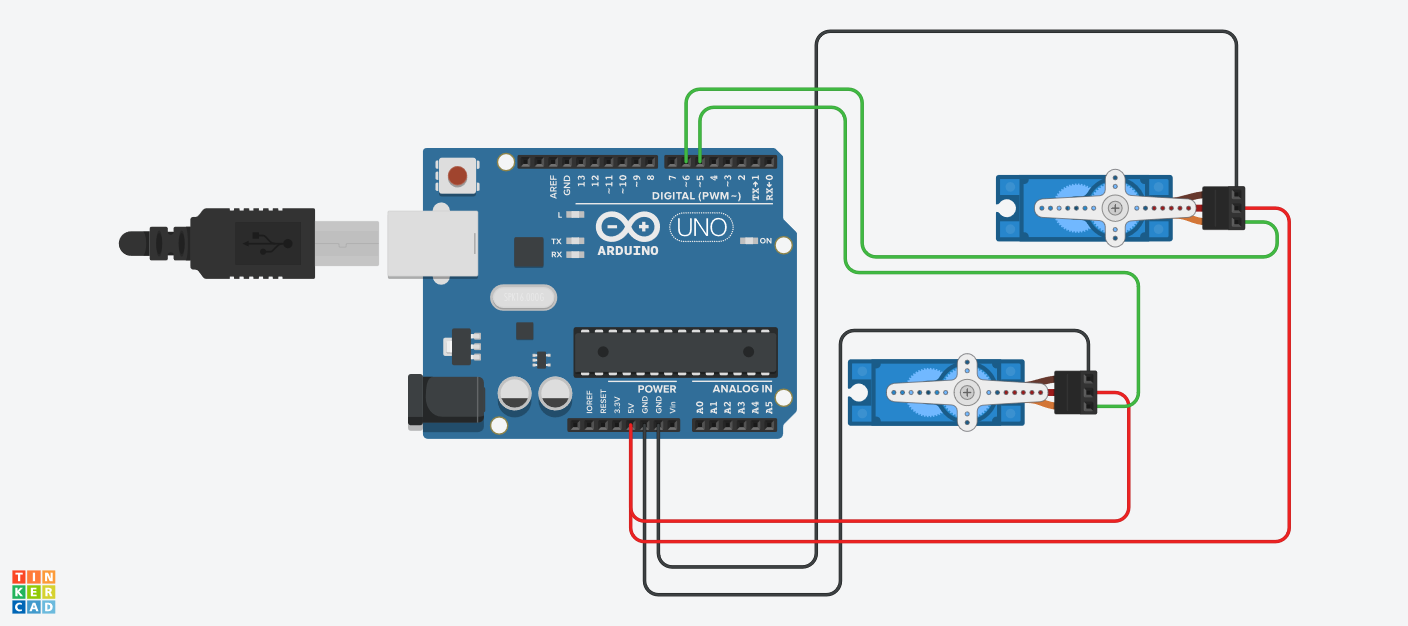 AREF
GND
13
12
~11
~10
~9
8
7
~6
~5
4
~3
2
TX→1
RX←0
DIGITAL (PWM~)
L
TX
RX
UNO
ARDUINO
ON
POWER
ANALOG IN
IOREF
RESET
3.3V
5V
GND
GND
Vin
A0
A1
A2
A3
A4
A5
TIN
KER
CAD